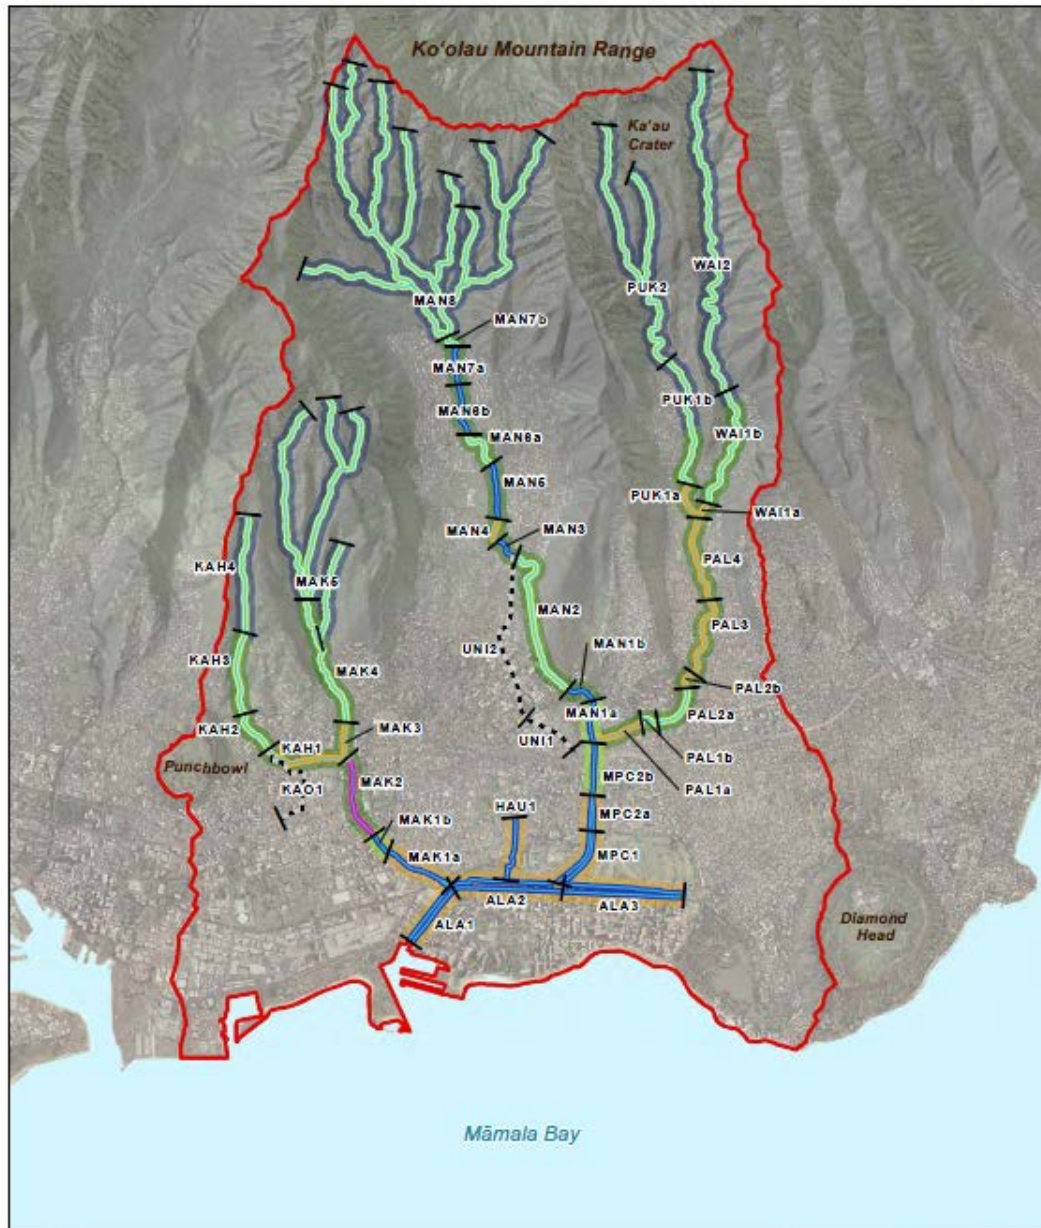 Ko'olau Mountain Range
Ka'au
Crater
WAI2
PUK2
MAN8
MAN7b
MAN7a
PUK1b
MAN6b
WAI1b
MAN6a
MAN5
PUK1a
WAI1a
MAN4
MAN3
PAL4
KAH4
MAK5
MAN2
PAL3
MAN1b
UNI2
KAH3
MAK4
PAL2b
MAN1a
PAL2a
KAH2
MAK3
UNI1
KAH1
PAL1b
Punchbowl
MAK2
MPC2b
KAO1
PAL1a
HAU1
MPC2a
MAK1b
MAK1a
MPC1
ALA2
ALA3
ALA1
Diamond
Head
Māmala Bay